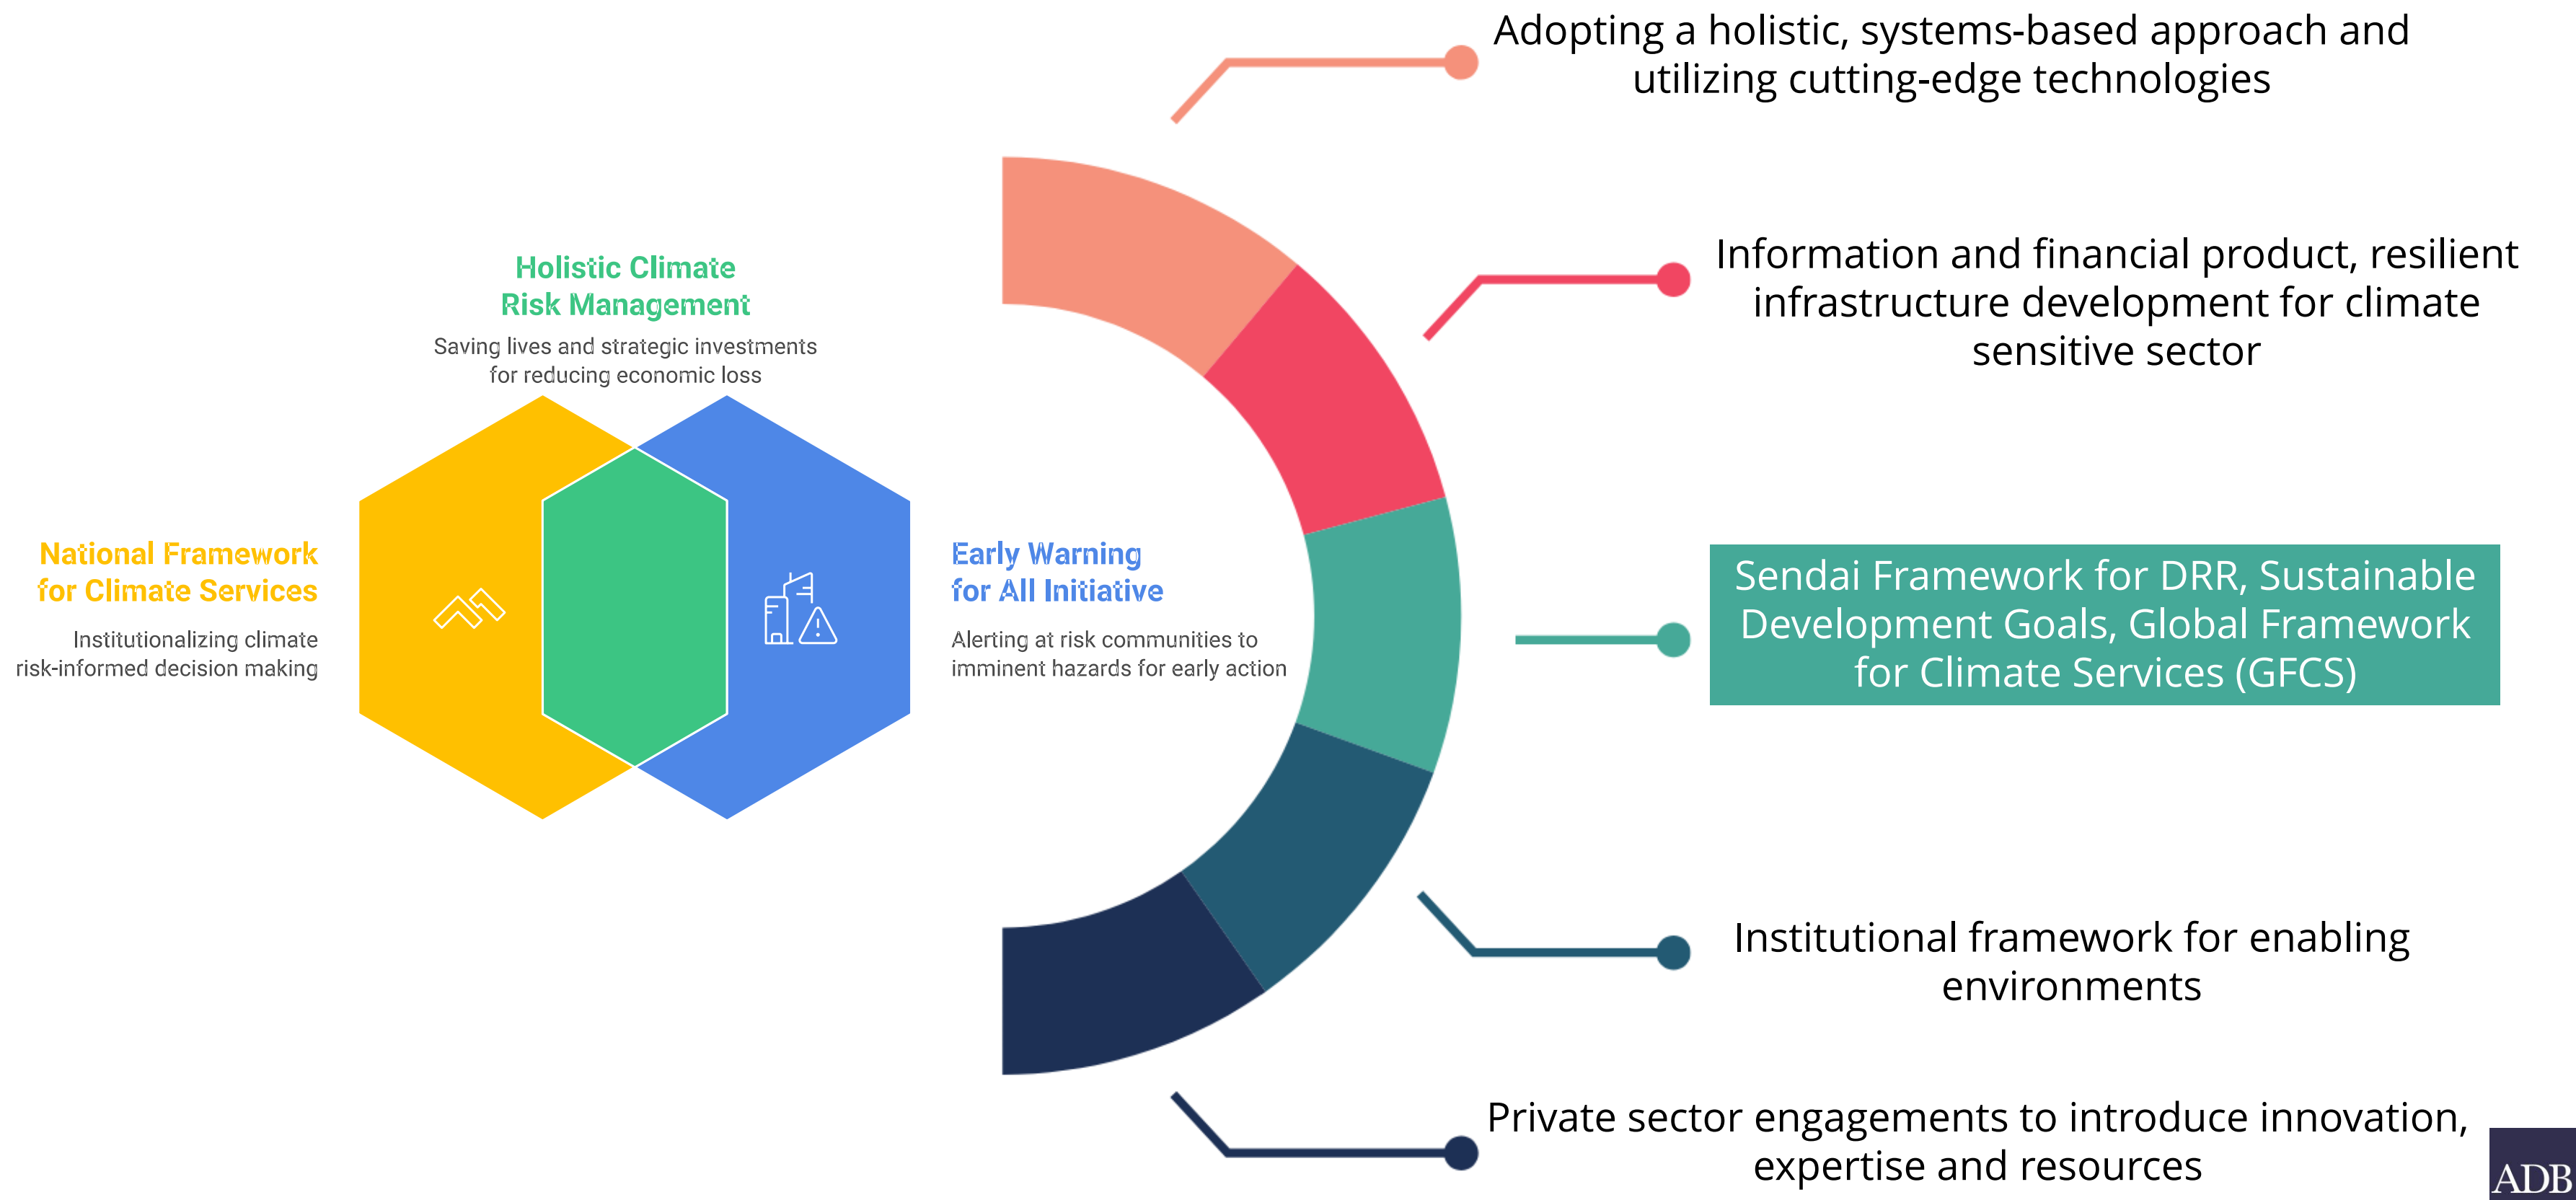 Holistic Climate
Risk Management
Saving lives and strategic investments
for reducing economic loss
National Framework
for Climate Services
Institutionalizing climate
risk-informed decision making
Early Warning
for All Initiative
Alerting at risk communities to
imminent hazards for early action
Adopting a holistic, systems-based approach and
utilizing cutting-edge technologies
Information and financial product, resilient
infrastructure development for climate
sensitive sector
Sendai Framework for DRR, Sustainable
Development Goals, Global Framework
for Climate Services (GFCS)
Institutional framework for enabling
environments
Private sector engagements to introduce innovation,
expertise and resources
ADB